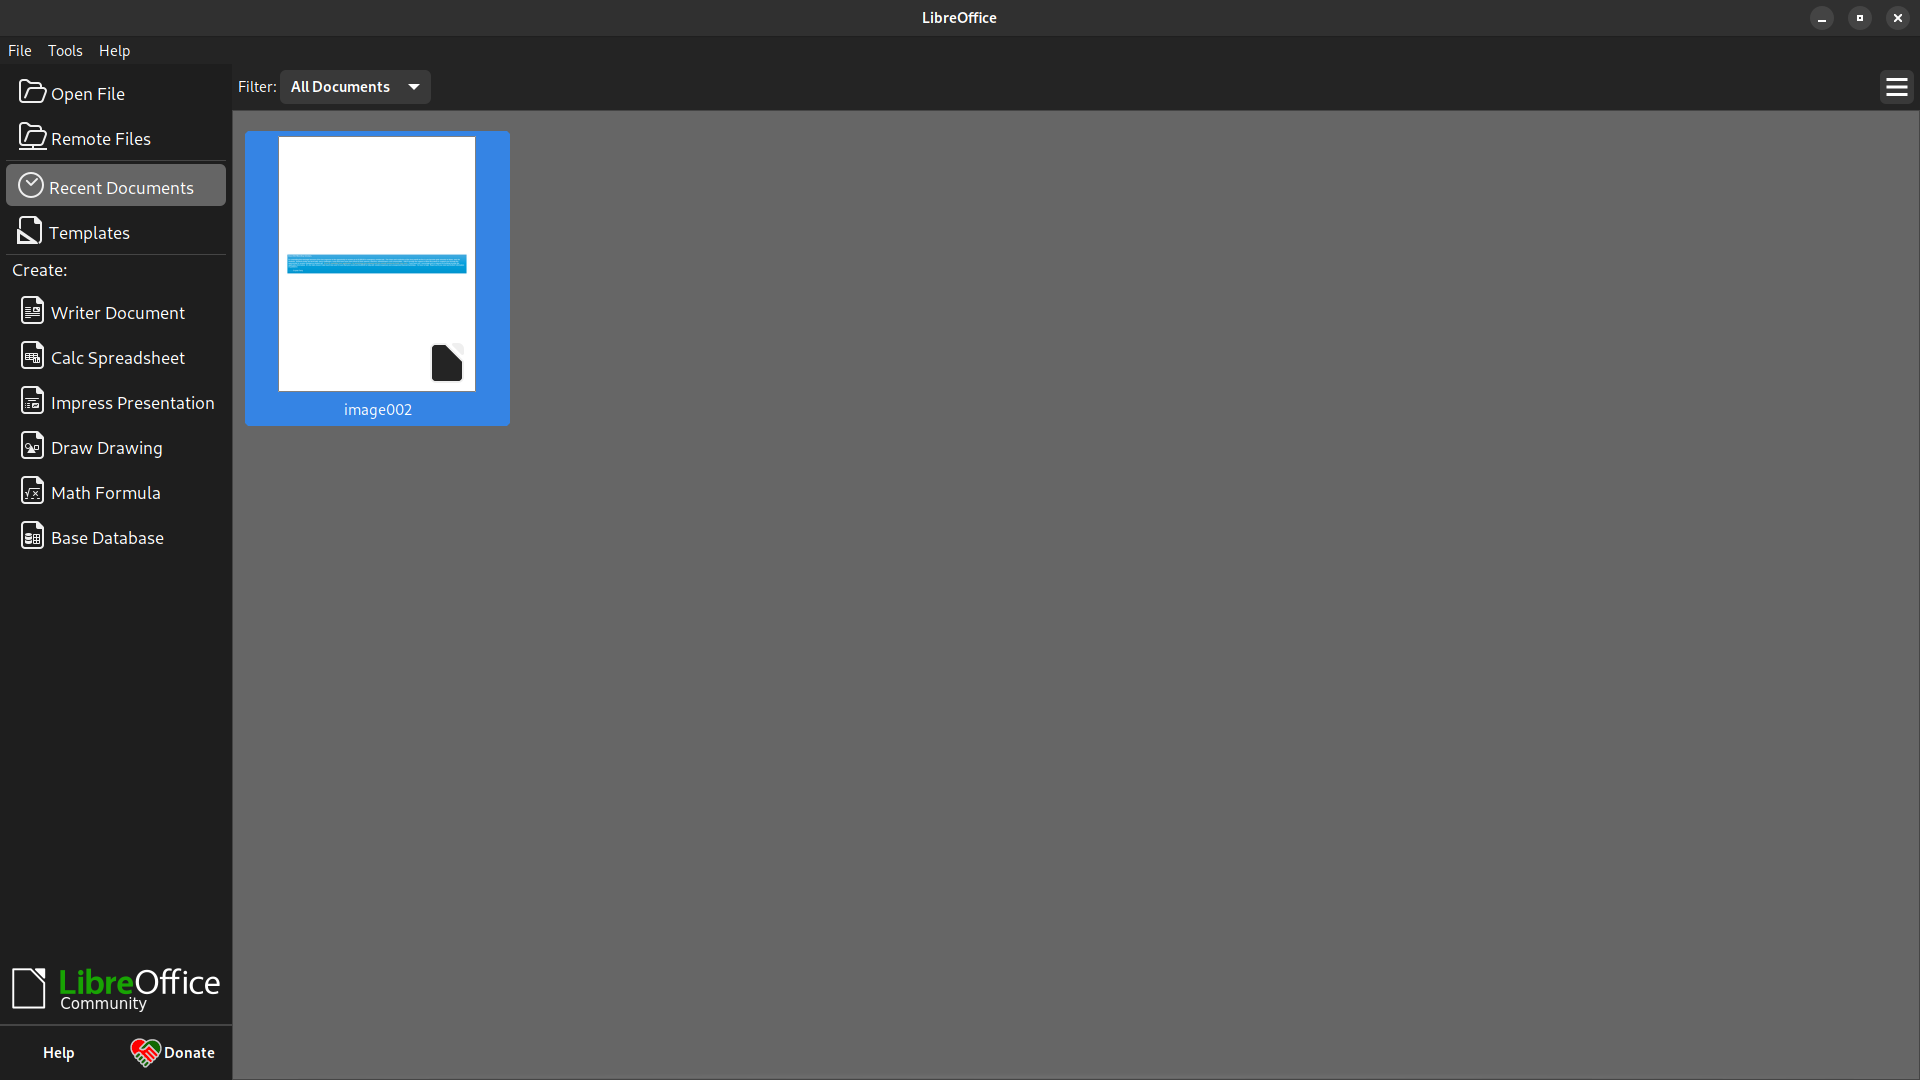 LibreOffice
File Tools Help
Open File
Remote Files
Recent Documents
Templates
Create:
Writer Document
Calc Spreadsheet
Impress Presentation
Draw Drawing
Math Formula
Base Database
LibreOffice
Community
Help
Donate
Filter: All Documents
image002